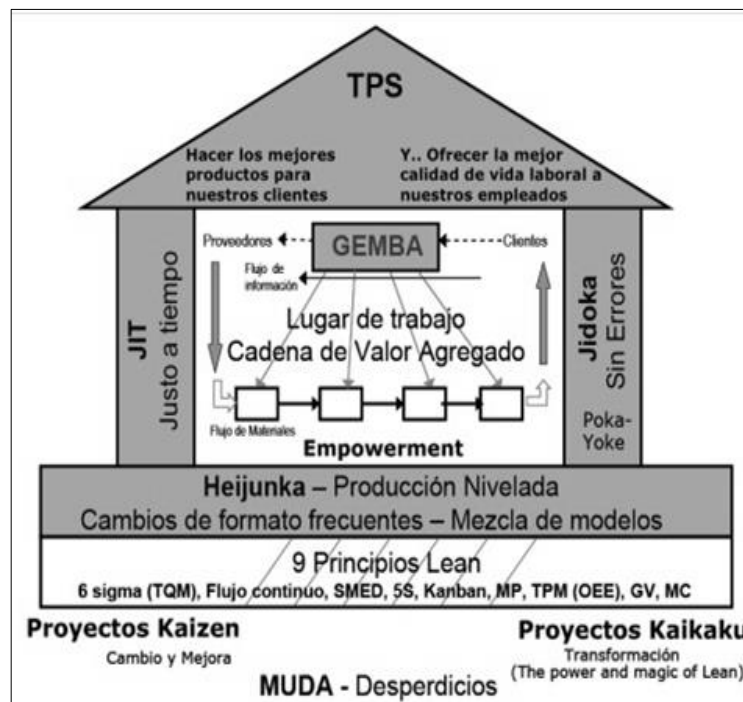 TPS
Hacer los mejores
productos para
nuestros clientes
Y.. Ofrecer la mejor
calidad de vida laboral a
nuestros empleados
JIT
Justo a tiempo
Proveedores
GEMBA
Clientes
Flujo de
información
Lugar de trabajo
Cadena de Valor Agregado
Flujo de Materiales
Empowerment
Jidoka
Sin Errores
Poka-
Yoke
Heijunka – Producción Nivelada
Cambios de formato frecuentes – Mezcla de modelos
9 Principios Lean
6 sigma (TQM), Flujo continuo, SMED, 5S, Kanban, MP, TPM (OEE), GV, MC
Proyectos Kaizen
Cambio y Mejora
Proyectos Kaikaku
Transformación
(The power and magic of Lean)
MUDA - Desperdicios